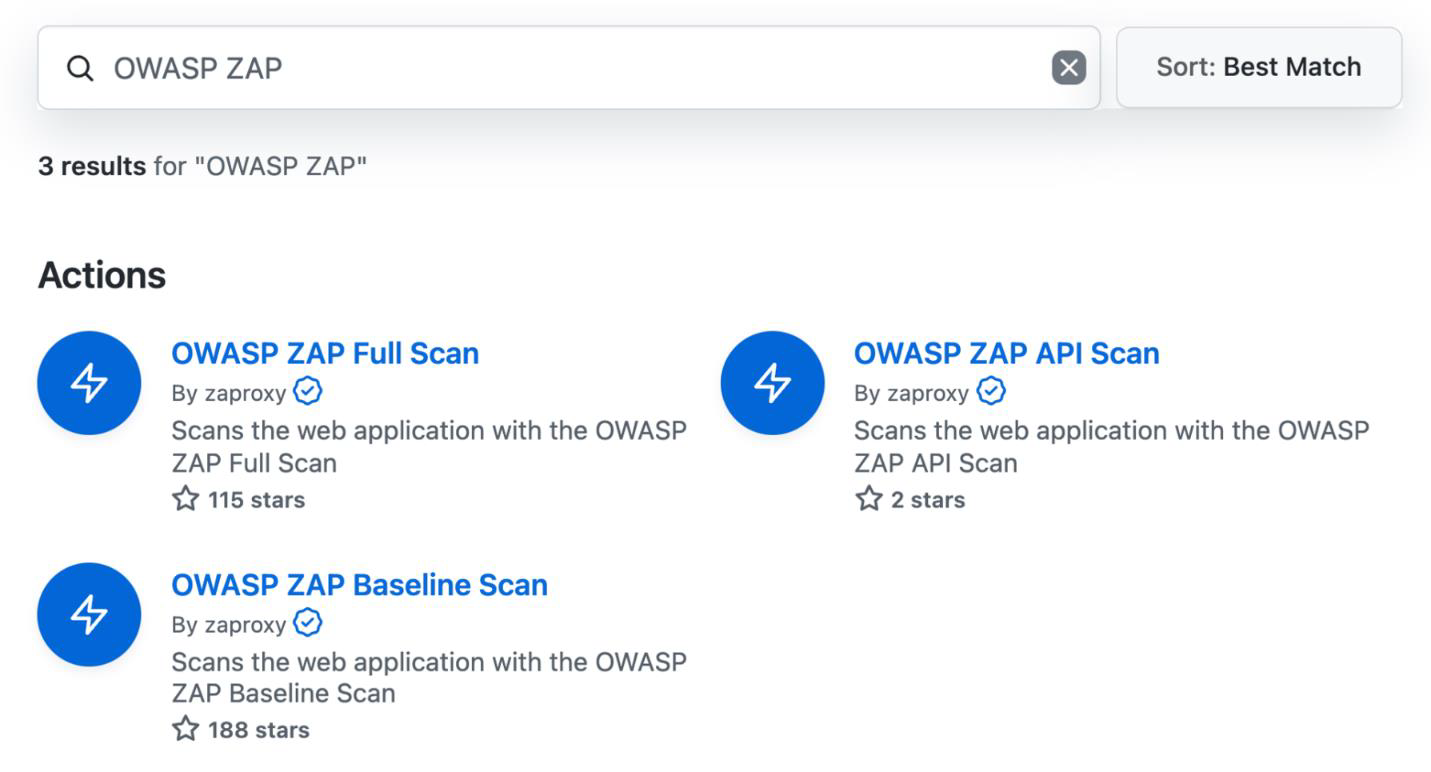 OWASP ZAP
Sort: Best Match
3 results for "OWASP ZAP"
Actions
OWASP ZAP Full Scan
By zaproxy
Scans the web application with the OWASP
ZAP Full Scan
115 stars
OWASP ZAP API Scan
By zaproxy
Scans the web application with the OWASP
ZAP API Scan
2 stars
OWASP ZAP Baseline Scan
By zaproxy
Scans the web application with the OWASP
ZAP Baseline Scan
188 stars